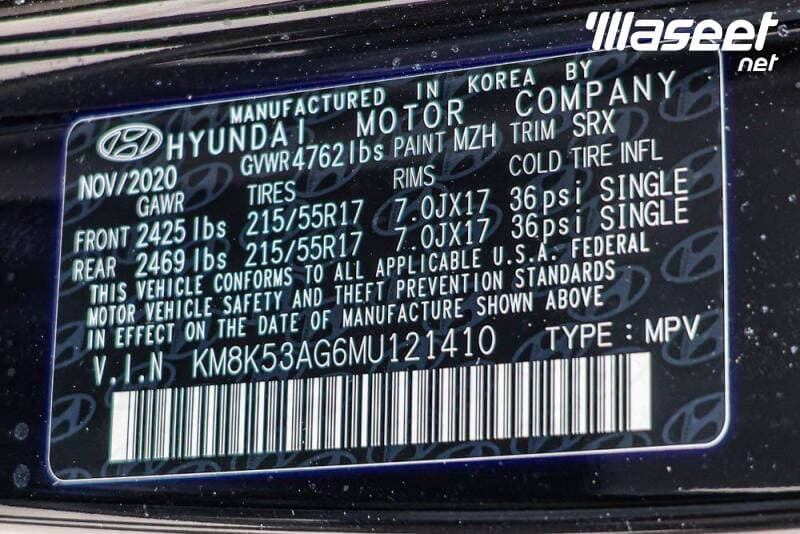 Waseet
.net
MANUFACTURED IN KOREA BY
HYUNDAI MOTOR COMPANY
NOV/2020 GVWR 4762 lbs PAINT MZH TRIM SRX
GAWR TIRES RIMS COLD TIRE INFL
FRONT 2425 lbs 215/55R17 7.0JX17 36psi SINGLE
REAR 2469 lbs 215/55R17 7.0JX17 36psi SINGLE
THIS VEHICLE CONFORMS TO ALL APPLICABLE U.S.A. FEDERAL
MOTOR VEHICLE SAFETY AND THEFT PREVENTION STANDARDS
IN EFFECT ON THE DATE OF MANUFACTURE SHOWN ABOVE
V.I.N KM8K53AG6MU121410 TYPE : MPV